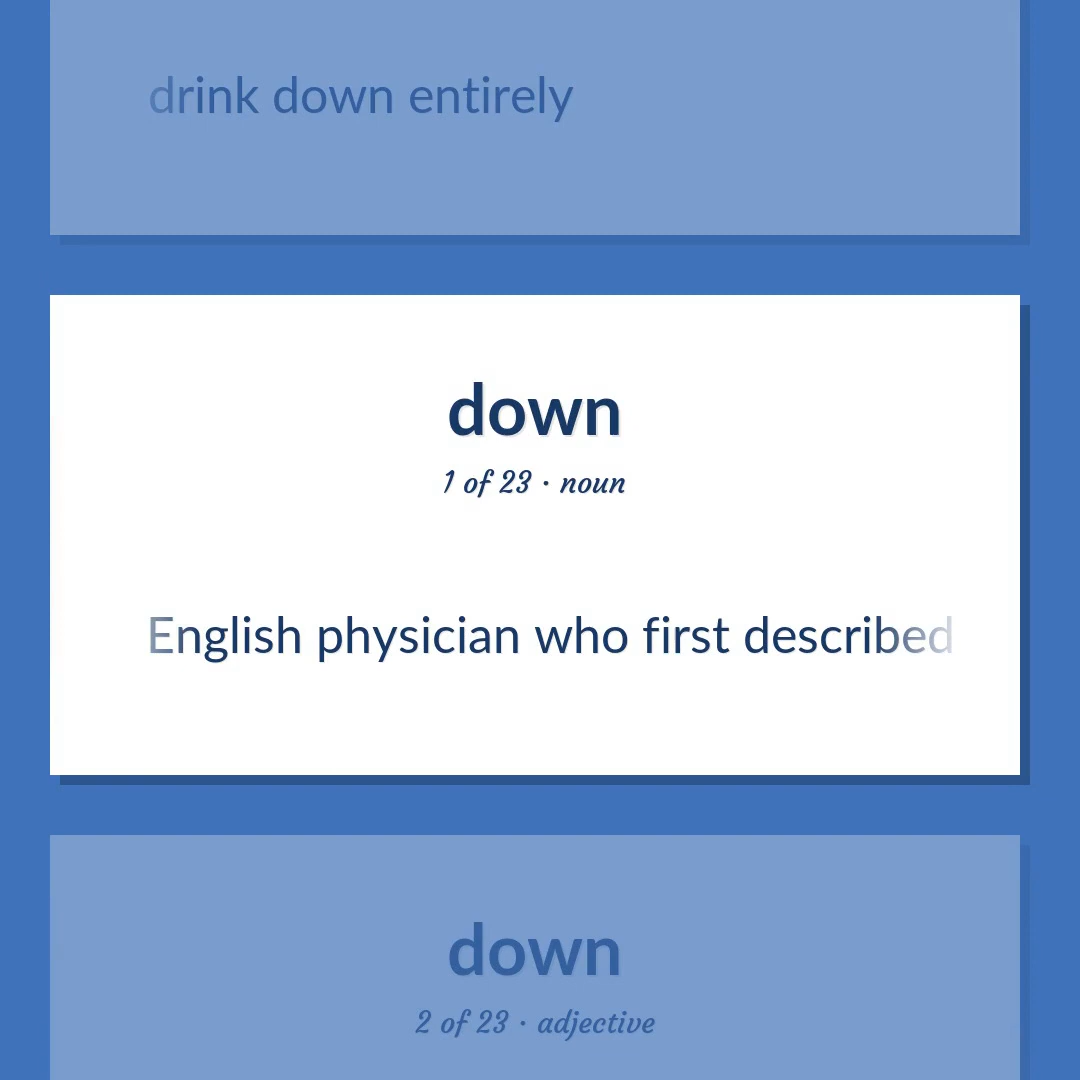 drink down entirely
down
1 of 23 · noun
English physician who first described
down
2 of 23 · adjective